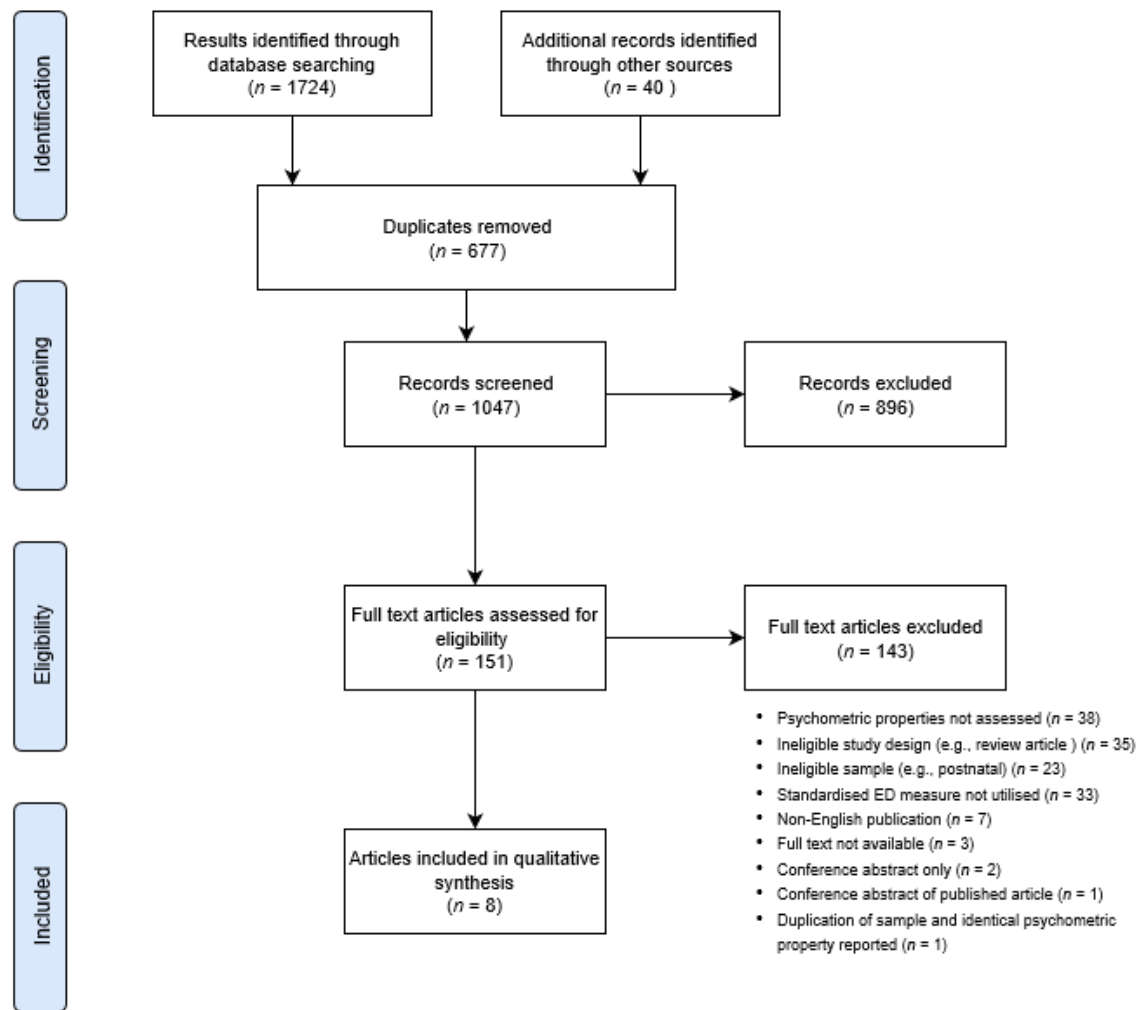 Identification
Results identified through
database searching
(n = 1724)
Additional records identified
through other sources
(n = 40 )
Duplicates removed
(n = 677)
Screening
Records screened
(n = 1047)
Records excluded
(n = 896)
Eligibility
Full text articles assessed for
eligibility
(n = 151)
Full text articles excluded
(n = 143)
• Psychometric properties not assessed (n = 38)
• Ineligible study design (e.g., review article ) (n = 35)
• Ineligible sample (e.g., postnatal) (n = 23)
• Standardised ED measure not utilised (n = 33)
• Non-English publication (n = 7)
• Full text not available (n = 3)
• Conference abstract only (n = 2)
• Conference abstract of published article (n = 1)
• Duplication of sample and identical psychometric
property reported (n = 1)
Included
Articles included in qualitative
synthesis
(n = 8)